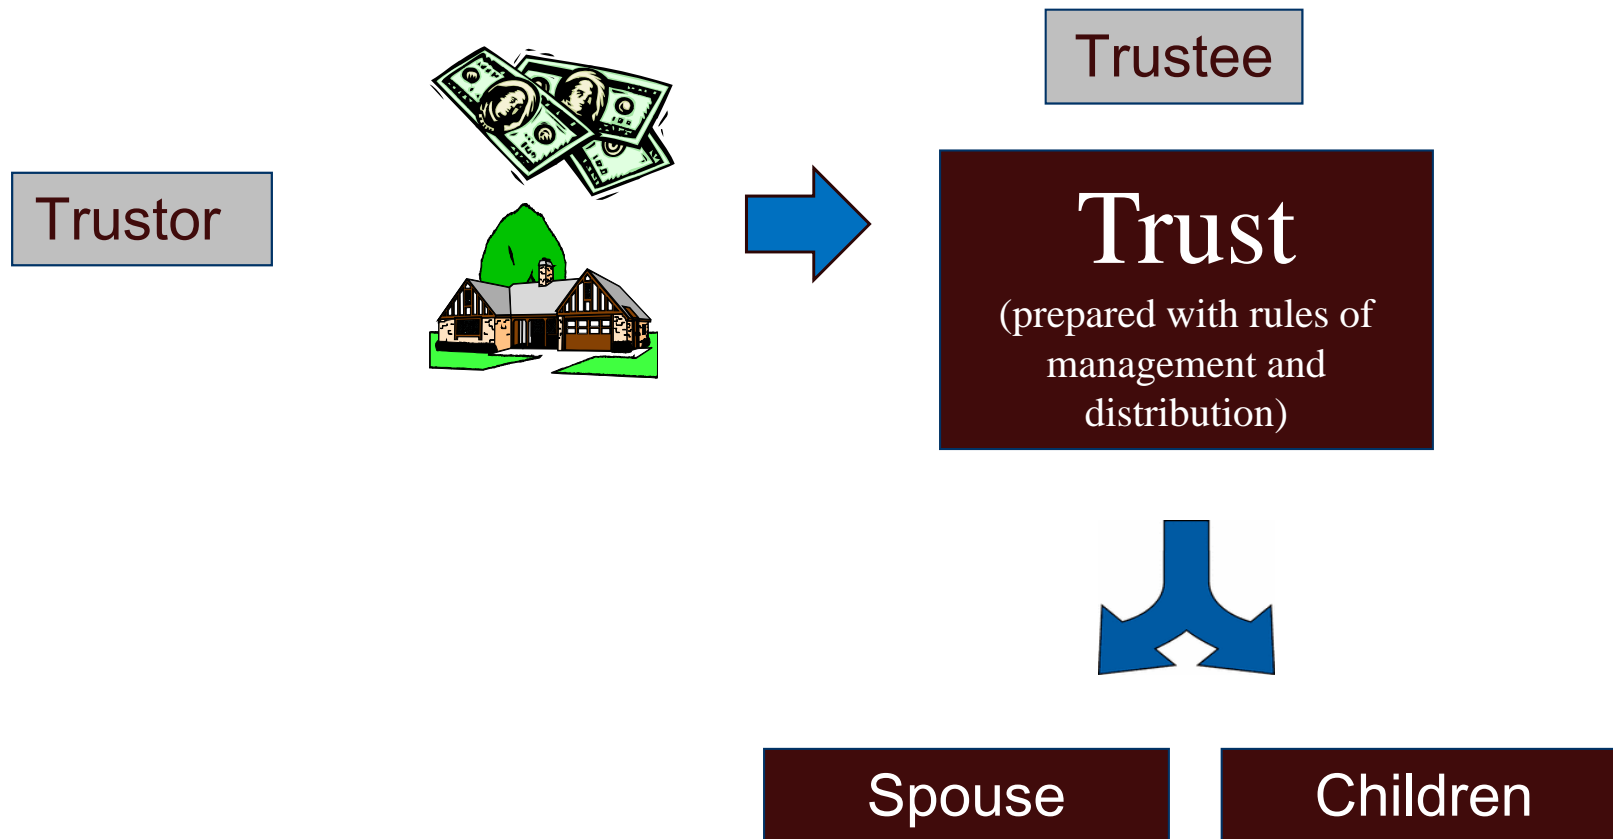 Trustee
Trustor
Trust
(prepared with rules of
management and
distribution)
Spouse
Children